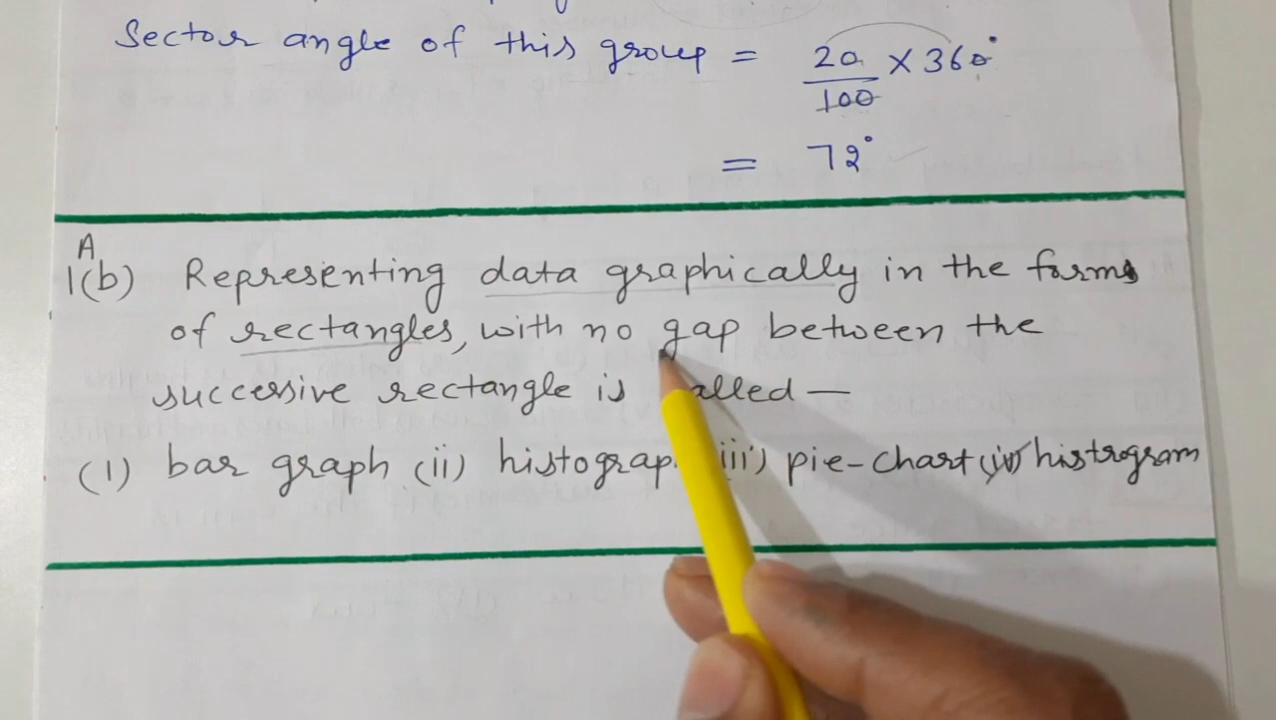 Sector angle of this group = 20/100 × 360°
= 72°
A
1(b) Representing data graphically in the forms
of rectangles, with no gap between the
successive rectangle is called —
(1) bar graph (ii) histograp (iii) pie-chart (iv) histrogram